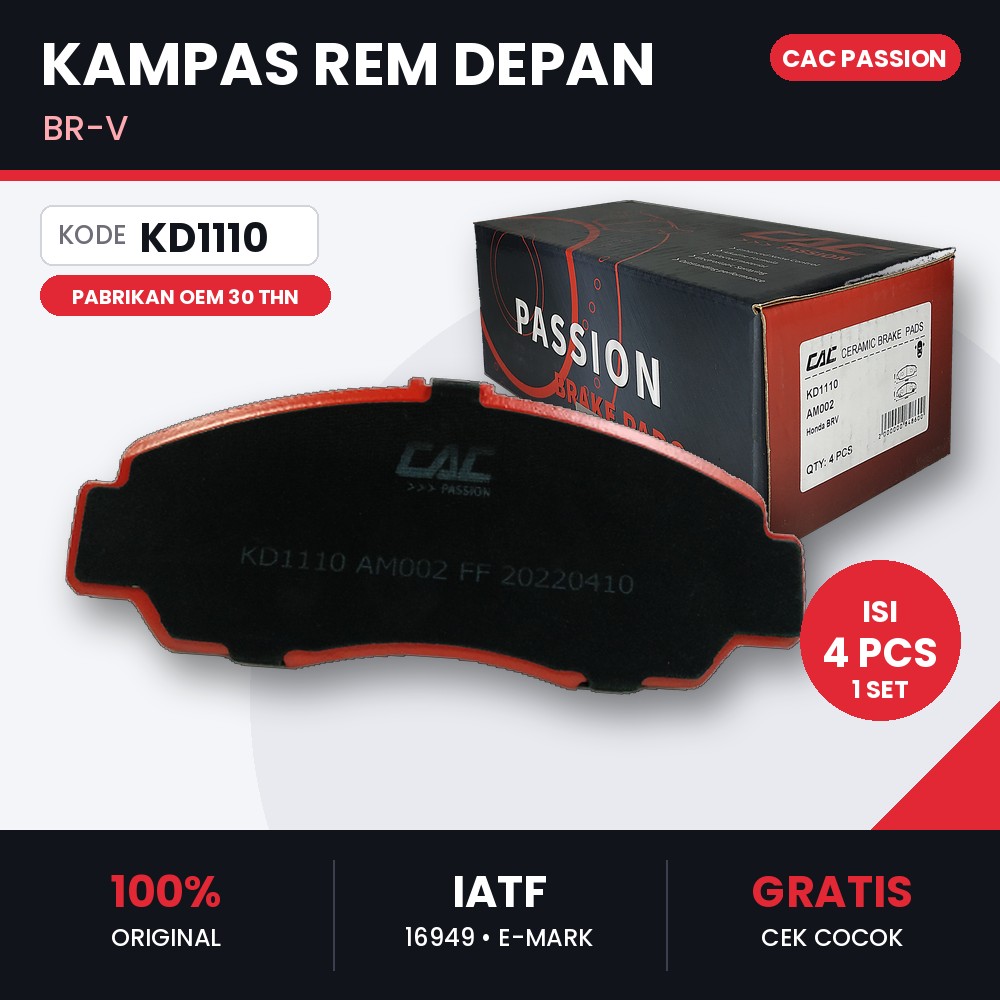 KAMPAS REM DEPAN
CAC PASSION
BR-V
KODE KD1110
PABRIKAN OEM 30 THN
CAC
PASSION
PASSION
BRAKE PADS
CAC CERAMIC BRAKE PADS
KD1110
AM002
Honda BRV
QTY: 4 PCS
CAC
>>> PASSION
KD1110 AM002 FF 20220410
ISI
4 PCS
1 SET
100%
ORIGINAL
IATF
16949 • E-MARK
GRATIS
CEK COCOK